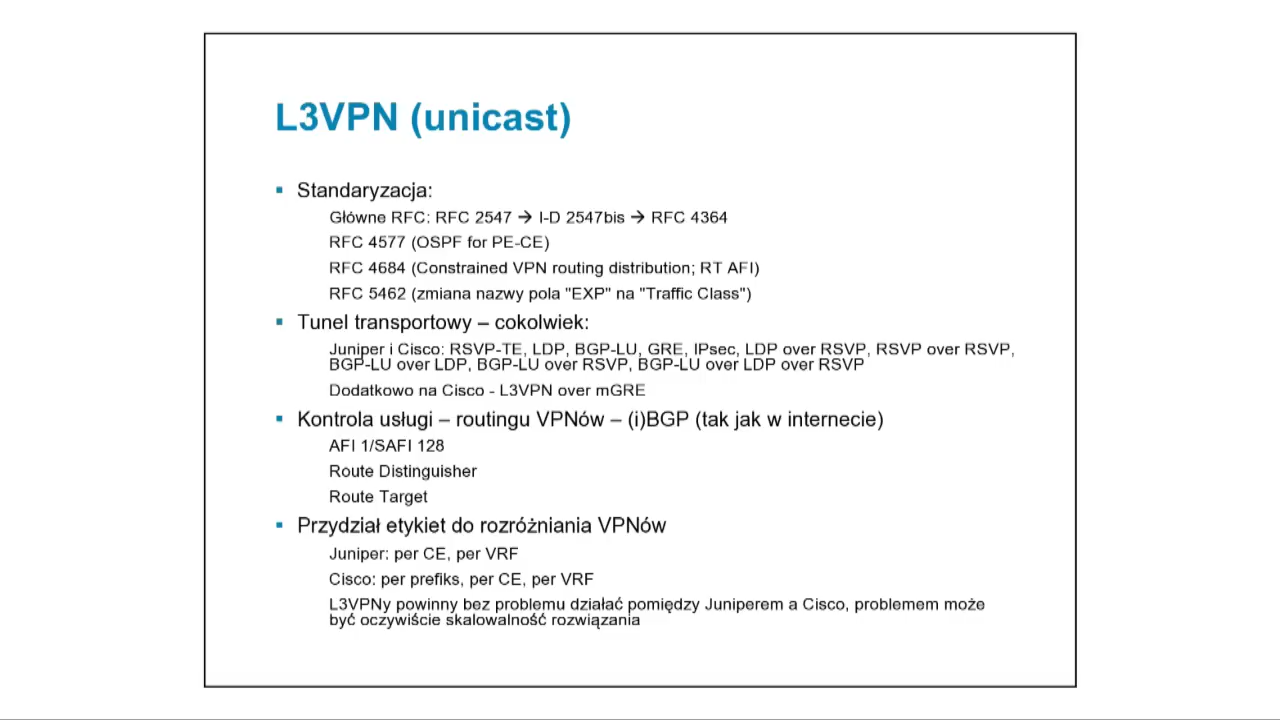 L3VPN (unicast)
▪ Standaryzacja:
Główne RFC: RFC 2547 → I-D 2547bis → RFC 4364
RFC 4577 (OSPF for PE-CE)
RFC 4684 (Constrained VPN routing distribution; RT AFI)
RFC 5462 (zmiana nazwy pola "EXP" na "Traffic Class")
▪ Tunel transportowy – cokolwiek:
Juniper i Cisco: RSVP-TE, LDP, BGP-LU, GRE, IPsec, LDP over RSVP, RSVP over RSVP,
BGP-LU over LDP, BGP-LU over RSVP, BGP-LU over LDP over RSVP
Dodatkowo na Cisco - L3VPN over mGRE
▪ Kontrola usługi – routingu VPNów – (i)BGP (tak jak w internecie)
AFI 1/SAFI 128
Route Distinguisher
Route Target
▪ Przydział etykiet do rozróżniania VPNów
Juniper: per CE, per VRF
Cisco: per prefiks, per CE, per VRF
L3VPNy powinny bez problemu działać pomiędzy Juniperem a Cisco, problemem może
być oczywiście skalowalność rozwiązania